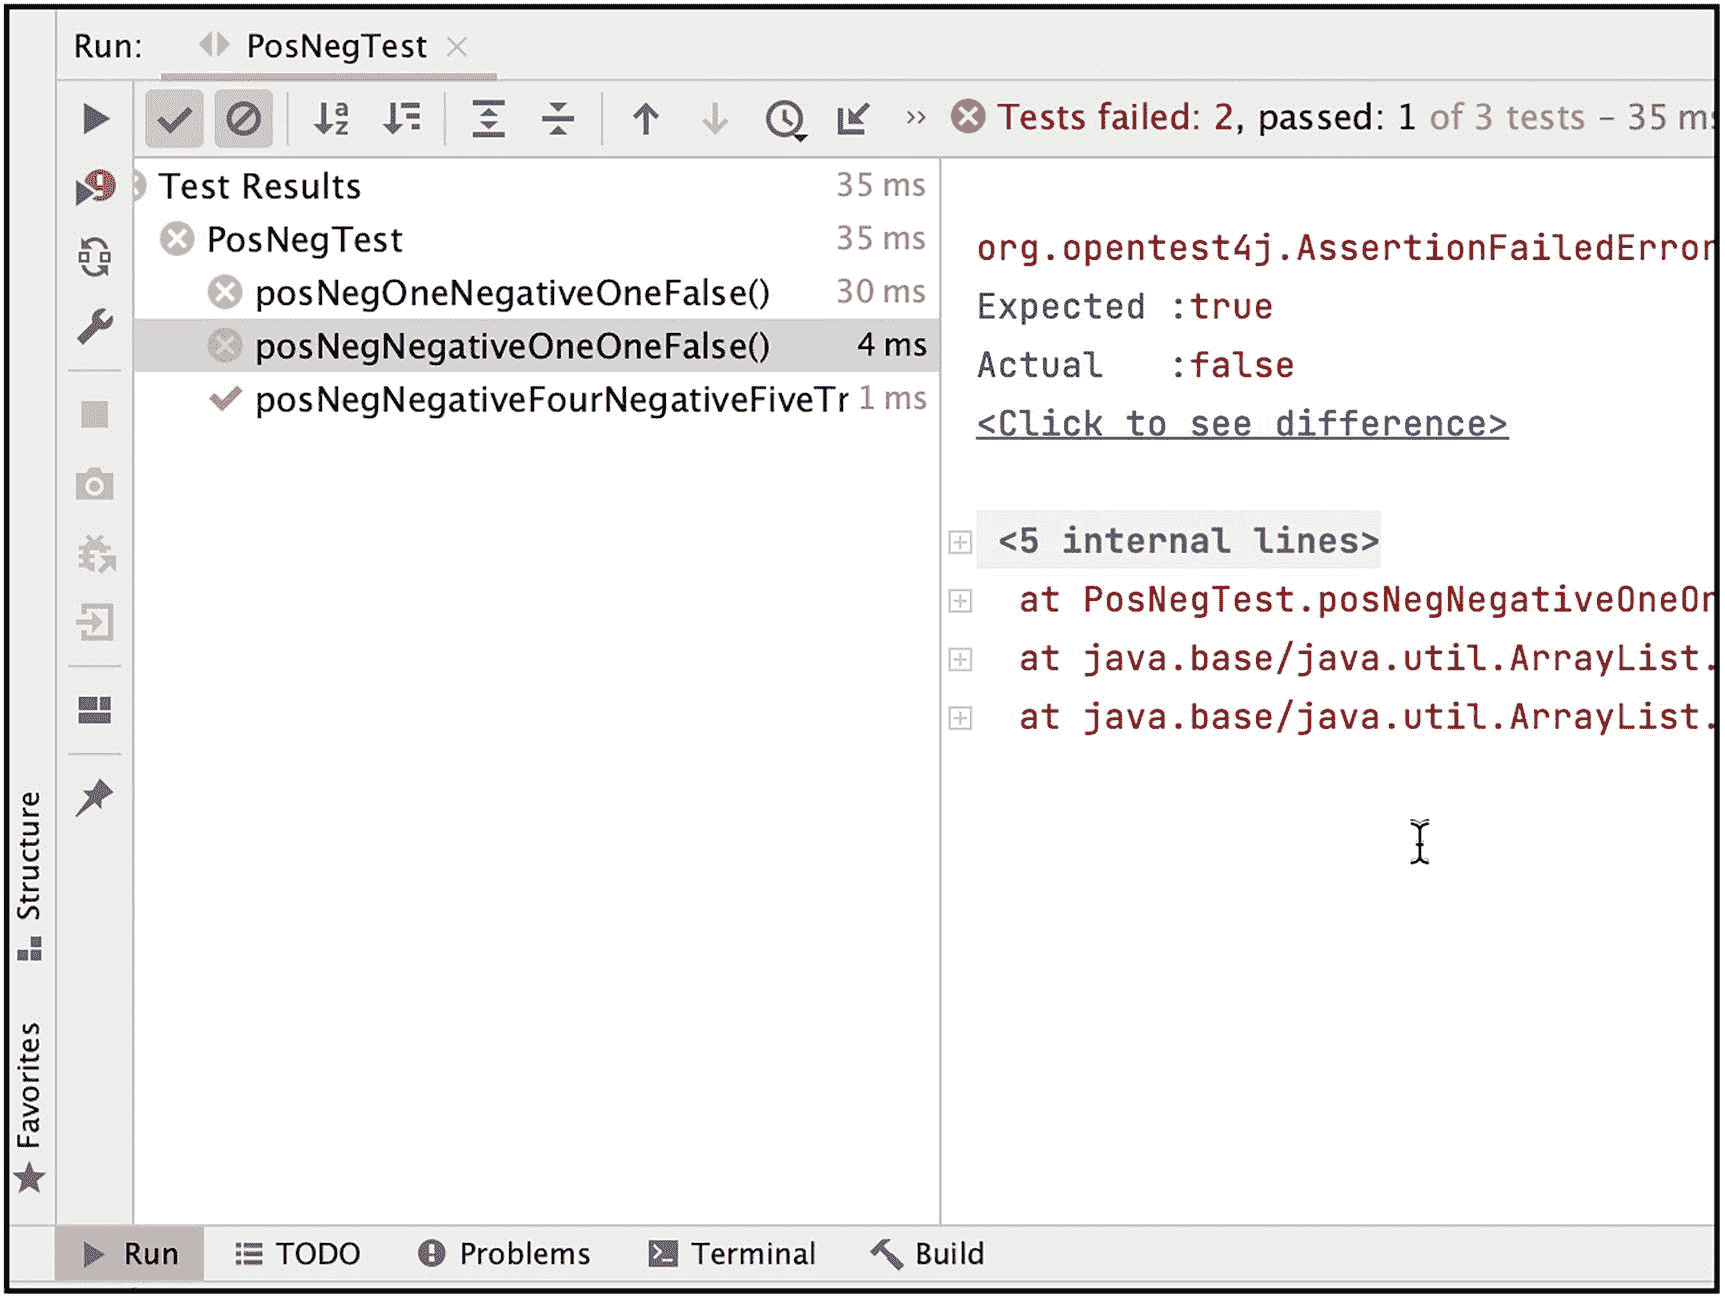 Run: PosNegTest
Tests failed: 2, passed: 1 of 3 tests – 35 ms
Test Results 35 ms
PosNegTest 35 ms
posNegOneNegativeOneFalse() 30 ms
posNegNegativeOneOneFalse() 4 ms
posNegNegativeFourNegativeFiveTr 1 ms
org.opentest4j.AssertionFailedError
Expected :true
Actual :false
<Click to see difference>
<5 internal lines>
at PosNegTest.posNegNegativeOneOn
at java.base/java.util.ArrayList.
at java.base/java.util.ArrayList.
Structure
Favorites
Run TODO Problems Terminal Build